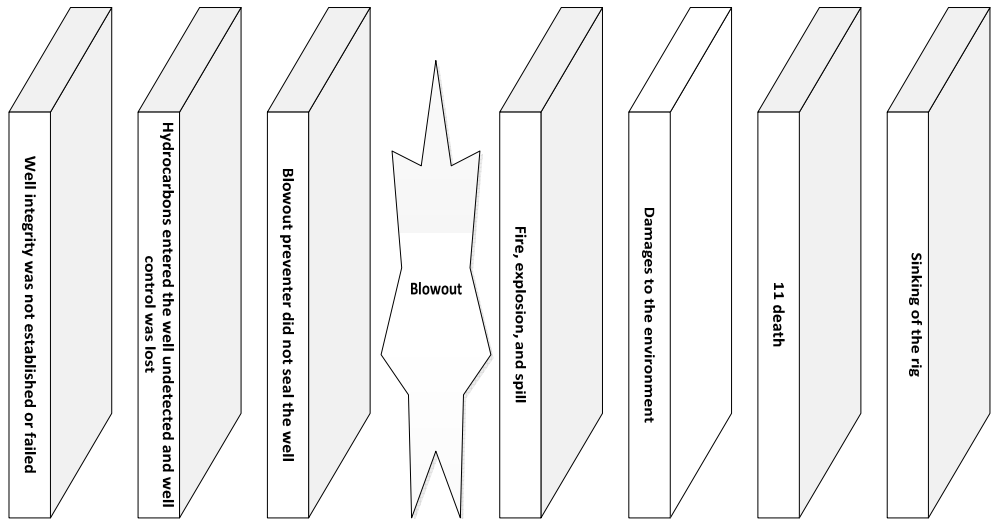 Well integrity was not established or failed
Hydrocarbons entered the well undetected and well
control was lost
Blowout preventer did not seal the well
Blowout
Fire, explosion, and spill
Damages to the environment
11 death
Sinking of the rig